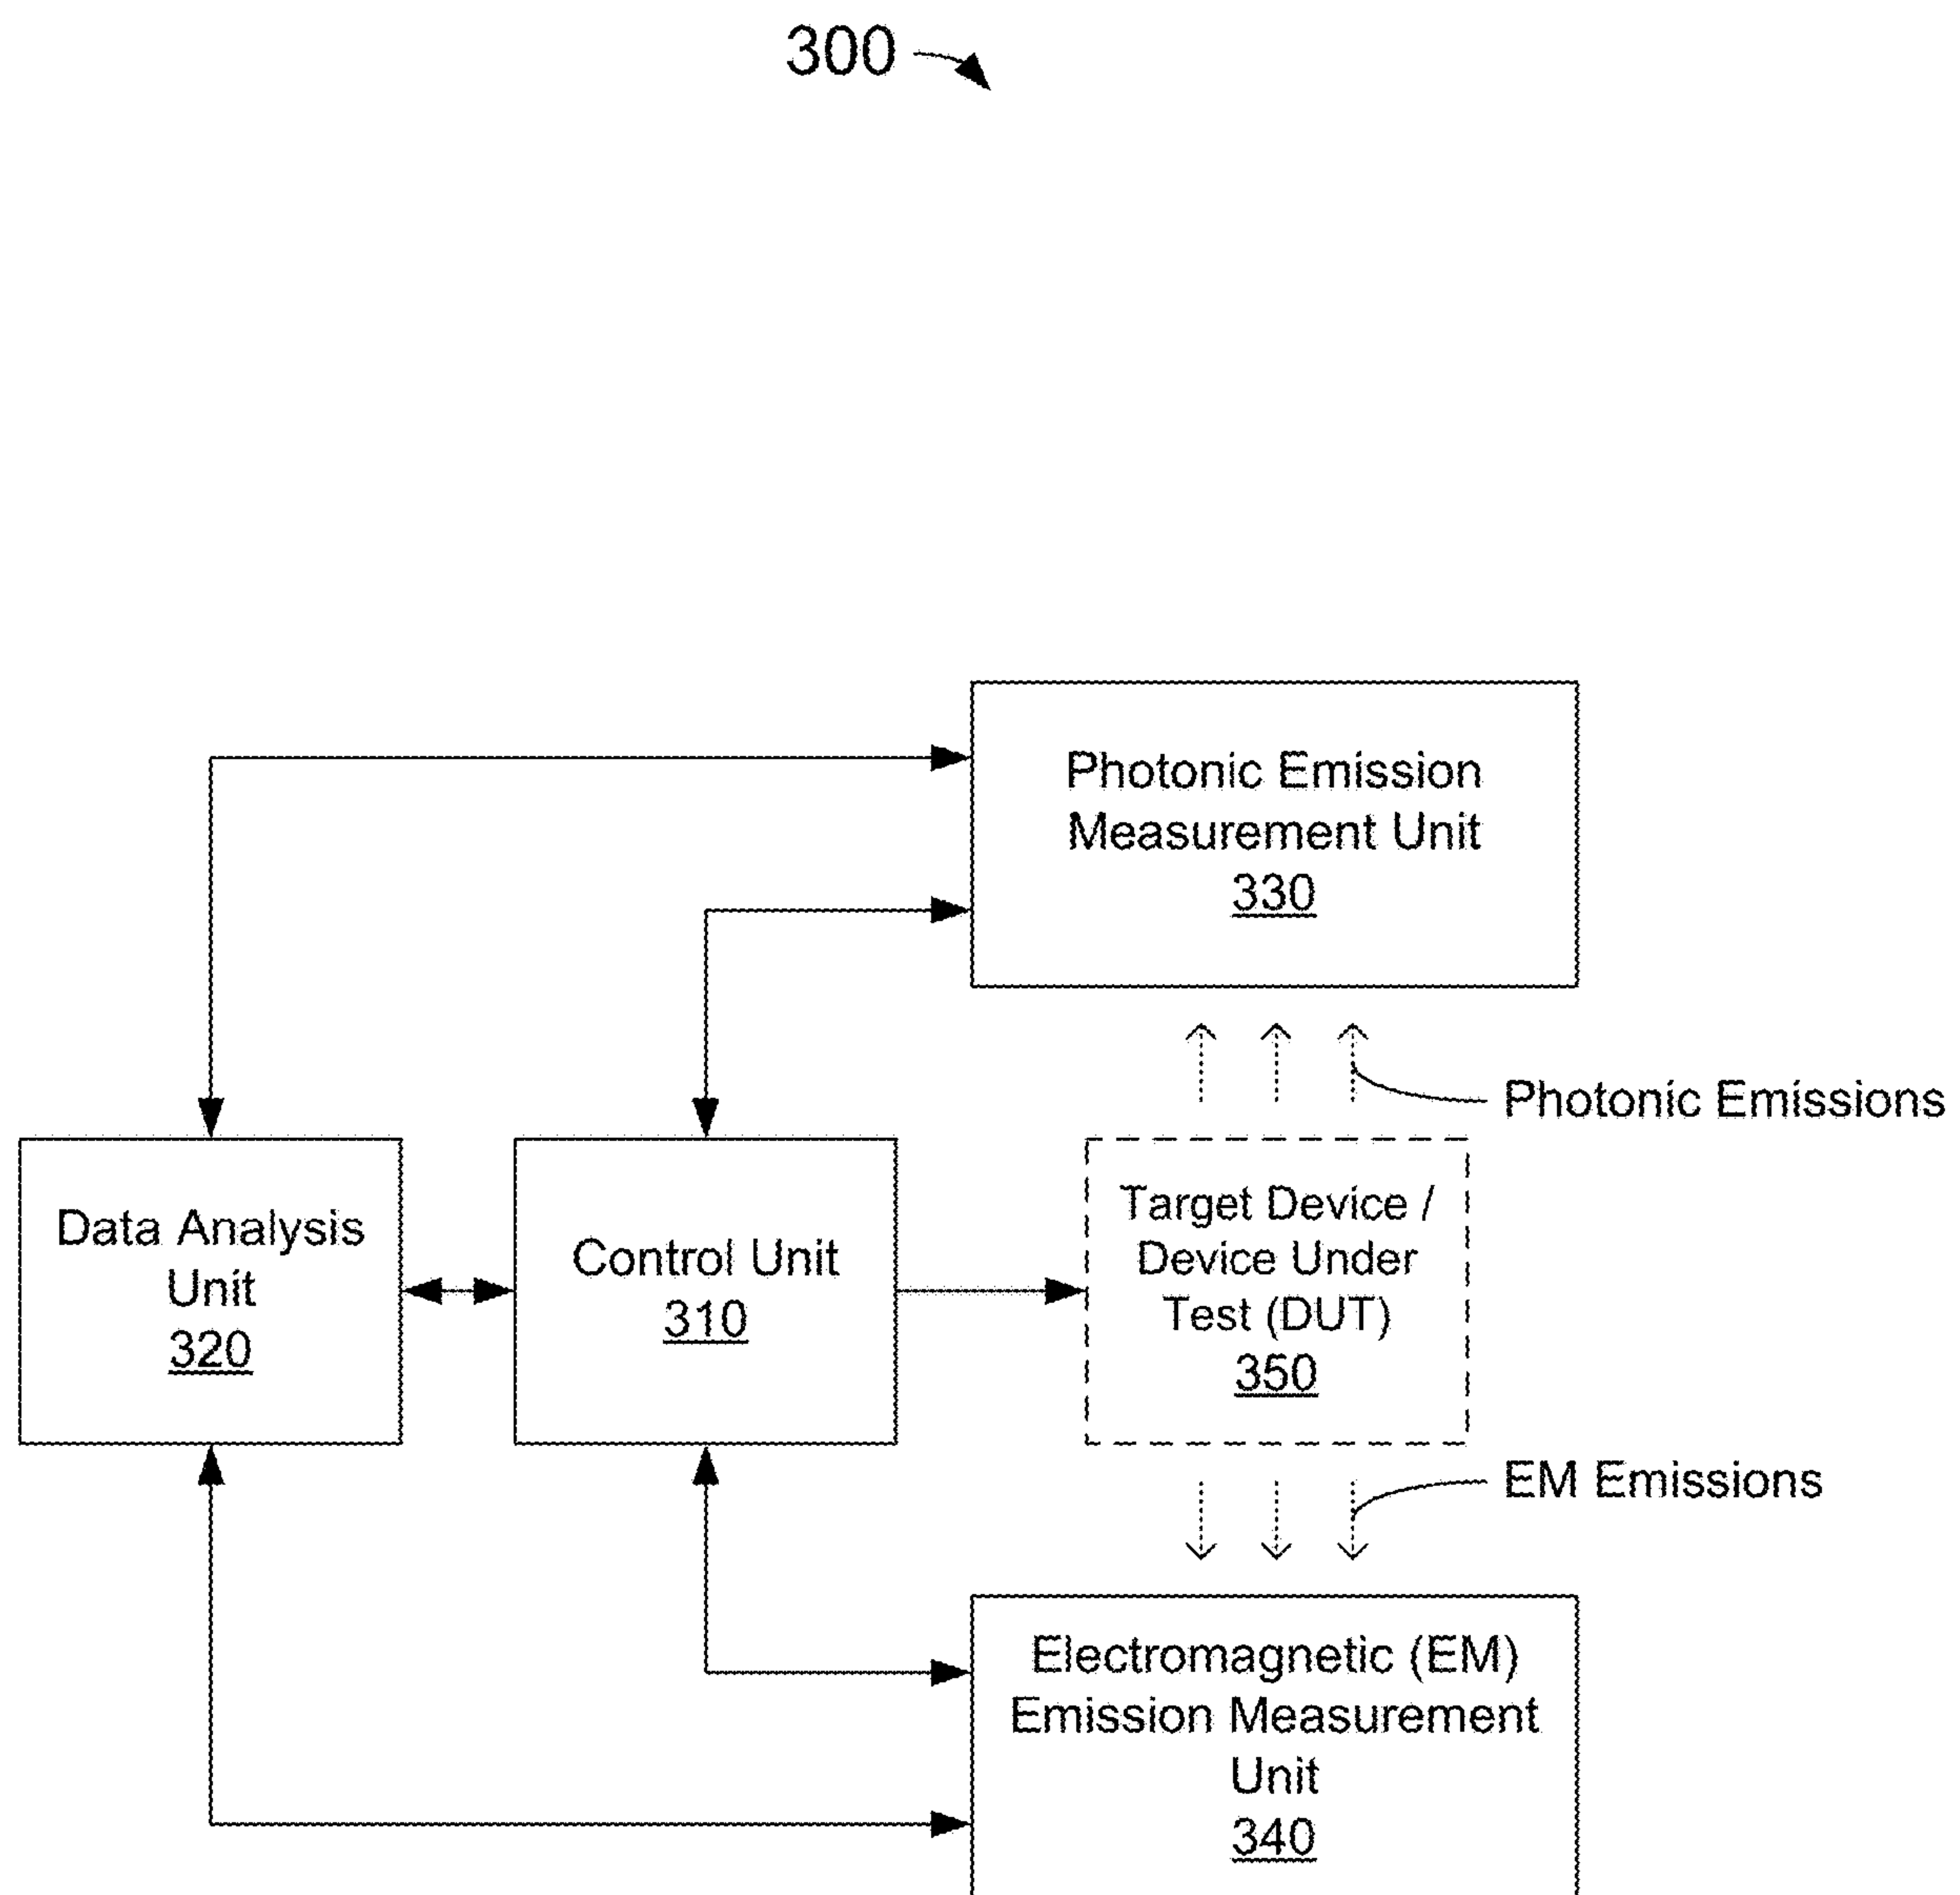 300
Photonic Emission
Measurement Unit
330
Photonic Emissions
Data Analysis
Unit
320
Control Unit
310
Target Device /
Device Under
Test (DUT)
350
EM Emissions
Electromagnetic (EM)
Emission Measurement
Unit
340